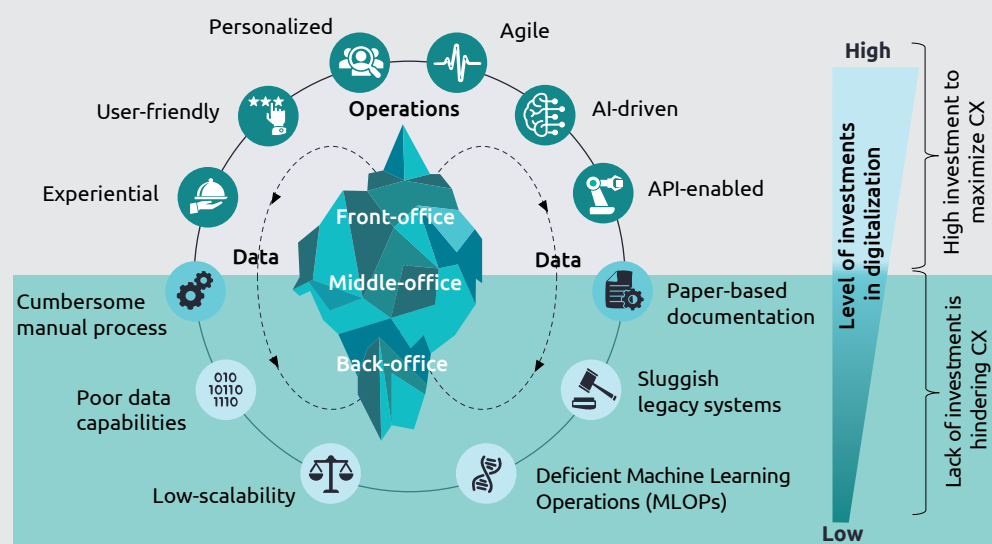 Personalized
Agile
High
User-friendly
Operations
AI-driven
Experiential
Front-office
API-enabled
Data
Data
Middle-office
Cumbersome
manual process
Paper-based
documentation
Back-office
010
10110
1110
Poor data
capabilities
Sluggish
legacy systems
Low-scalability
Deficient Machine Learning
Operations (MLOPs)
Low
Level of investments
in digitalization
High investment to
maximize CX
Lack of investment is
hindering CX